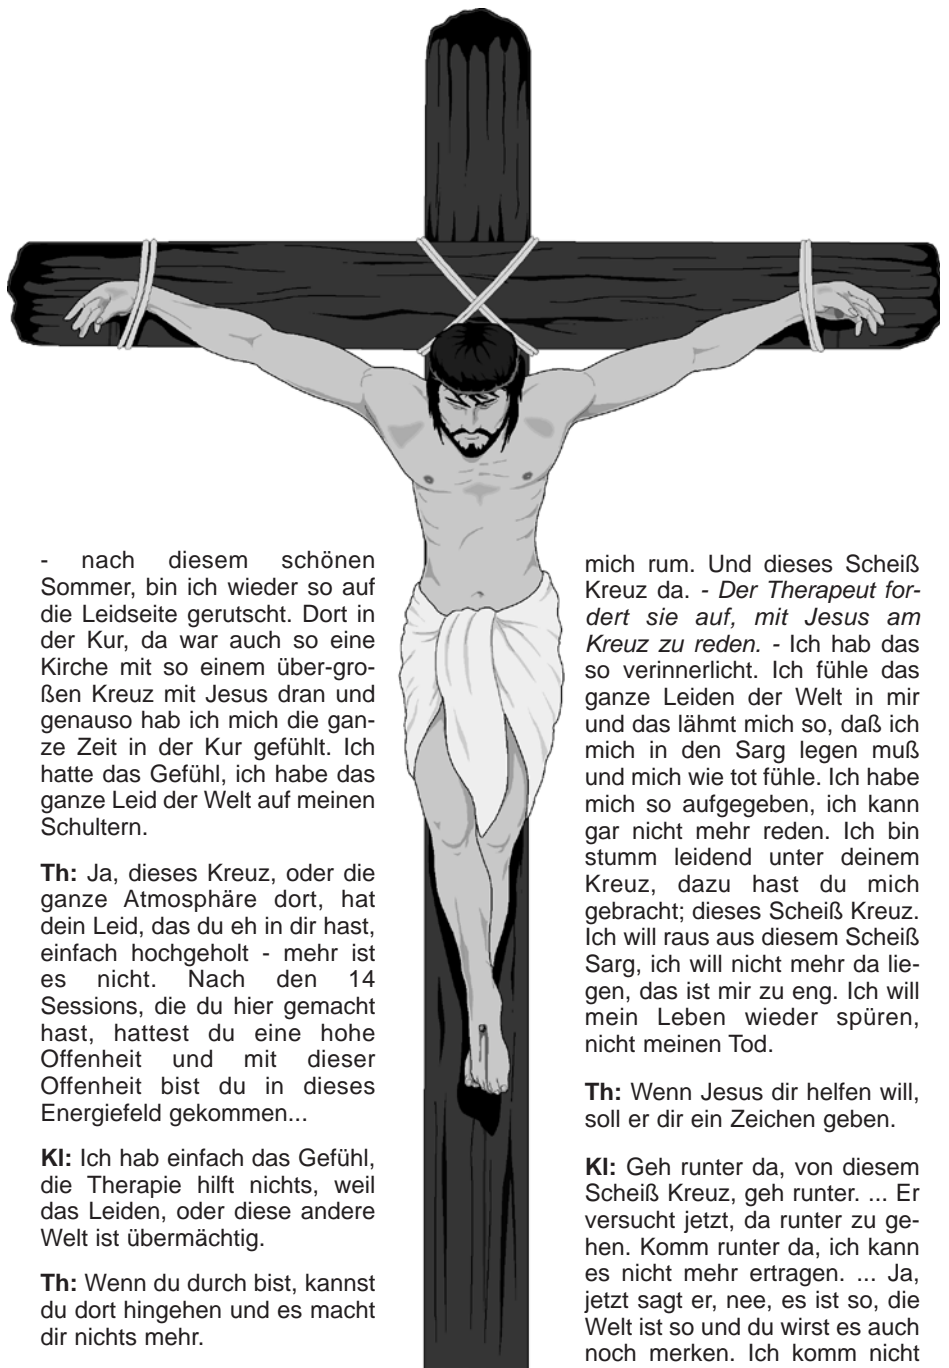 - nach diesem schönen
Sommer, bin ich wieder so auf
die Leidseite gerutscht. Dort in
der Kur, da war auch so eine
Kirche mit so einem über-gro-
ßen Kreuz mit Jesus dran und
genauso hab ich mich die gan-
ze Zeit in der Kur gefühlt. Ich
hatte das Gefühl, ich habe das
ganze Leid der Welt auf meinen
Schultern.
Th: Ja, dieses Kreuz, oder die
ganze Atmosphäre dort, hat
dein Leid, das du eh in dir hast,
einfach hochgeholt - mehr ist
es nicht. Nach den 14
Sessions, die du hier gemacht
hast, hattest du eine hohe
Offenheit und mit dieser
Offenheit bist du in dieses
Energiefeld gekommen...
Kl: Ich hab einfach das Gefühl,
die Therapie hilft nichts, weil
das Leiden, oder diese andere
Welt ist übermächtig.
Th: Wenn du durch bist, kannst
du dort hingehen und es macht
dir nichts mehr.
mich rum. Und dieses Scheiß
Kreuz da. - Der Therapeut for-
dert sie auf, mit Jesus am
Kreuz zu reden. - Ich hab das
so verinnerlicht. Ich fühle das
ganze Leiden der Welt in mir
und das lähmt mich so, daß ich
mich in den Sarg legen muß
und mich wie tot fühle. Ich habe
mich so aufgegeben, ich kann
gar nicht mehr reden. Ich bin
stumm leidend unter deinem
Kreuz, dazu hast du mich
gebracht; dieses Scheiß Kreuz.
Ich will raus aus diesem Scheiß
Sarg, ich will nicht mehr da lie-
gen, das ist mir zu eng. Ich will
mein Leben wieder spüren,
nicht meinen Tod.
Th: Wenn Jesus dir helfen will,
soll er dir ein Zeichen geben.
Kl: Geh runter da, von diesem
Scheiß Kreuz, geh runter. ... Er
versucht jetzt, da runter zu ge-
hen. Komm runter da, ich kann
es nicht mehr ertragen. ... Ja,
jetzt sagt er, nee, es ist so, die
Welt ist so und du wirst es auch
noch merken. Ich komm nicht